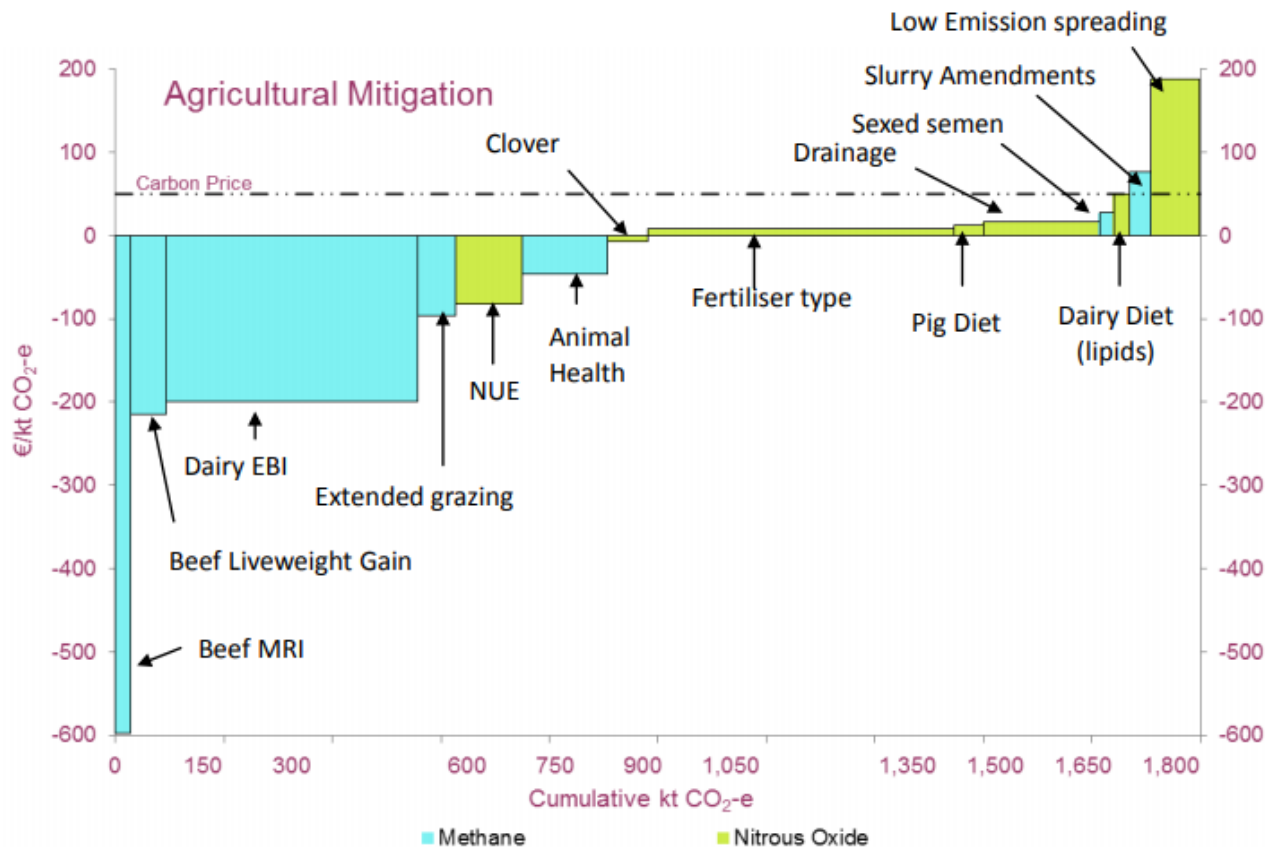 Low Emission spreading
200
200
Agricultural Mitigation
Slurry Amendments
Sexed semen
Clover
Drainage
100
100
Carbon Price
0
0
Fertiliser type
Pig Diet
Dairy Diet
(lipids)
Animal
Health
NUE
-100
-100
-200
-200
Dairy EBI
Extended grazing
-300
-300
Beef Liveweight Gain
-400
-400
Beef MRI
-500
-500
-600
-600
€/kt CO₂-e
0 150 300 600 750 900 1,050 1,350 1,500 1,650 1,800
Cumulative kt CO₂-e
Methane
Nitrous Oxide